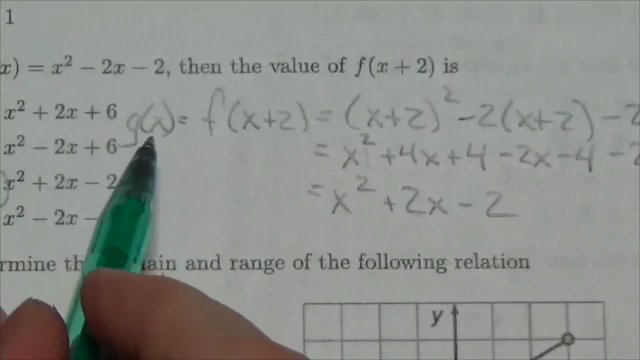 1
x) = x² − 2x − 2, then the value of f(x + 2) is
x² + 2x + 6
g(x) = f(x+2) = (x+2)² − 2(x+2) − 2
x² − 2x + 6
= x² + 4x + 4 − 2x − 4 − 2
x² + 2x − 2
= x² + 2x − 2
x² − 2x −
rmine th ain and range of the following relation
y